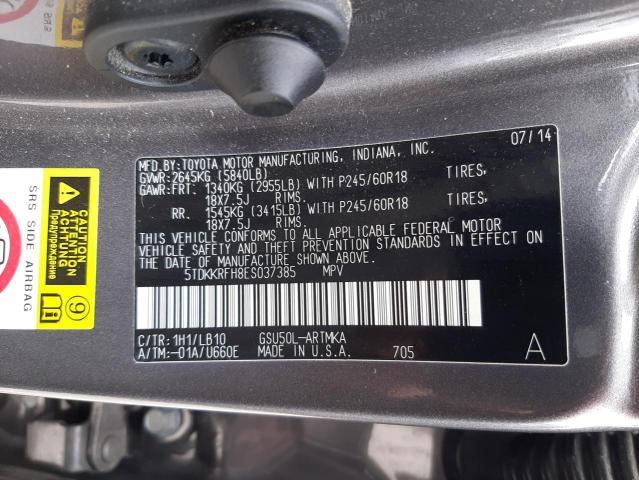 MFD.BY:TOYOTA MOTOR MANUFACTURING, INDIANA, INC. 07/14
GVWR:2645KG (5840LB)
GAWR:FRT. 1340KG (2955LB) WITH P245/60R18 TIRES,
18X7.5J RIMS.
RR. 1545KG (3415LB) WITH P245/60R18 TIRES,
18X7.5J RIMS.
THIS VEHICLE CONFORMS TO ALL APPLICABLE FEDERAL MOTOR
VEHICLE SAFETY AND THEFT PREVENTION STANDARDS IN EFFECT ON
THE DATE OF MANUFACTURE SHOWN ABOVE.
5TDKKRFH8ES037385 MPV
C/TR:1H1/LB10 GSU50L-ARTMKA
A/TM:-01A/U660E MADE IN U.S.A. 705 A
SRS SIDE AIRBAG
CAUTION
ATTENTION
ACHTUNG
Предупреждение
9